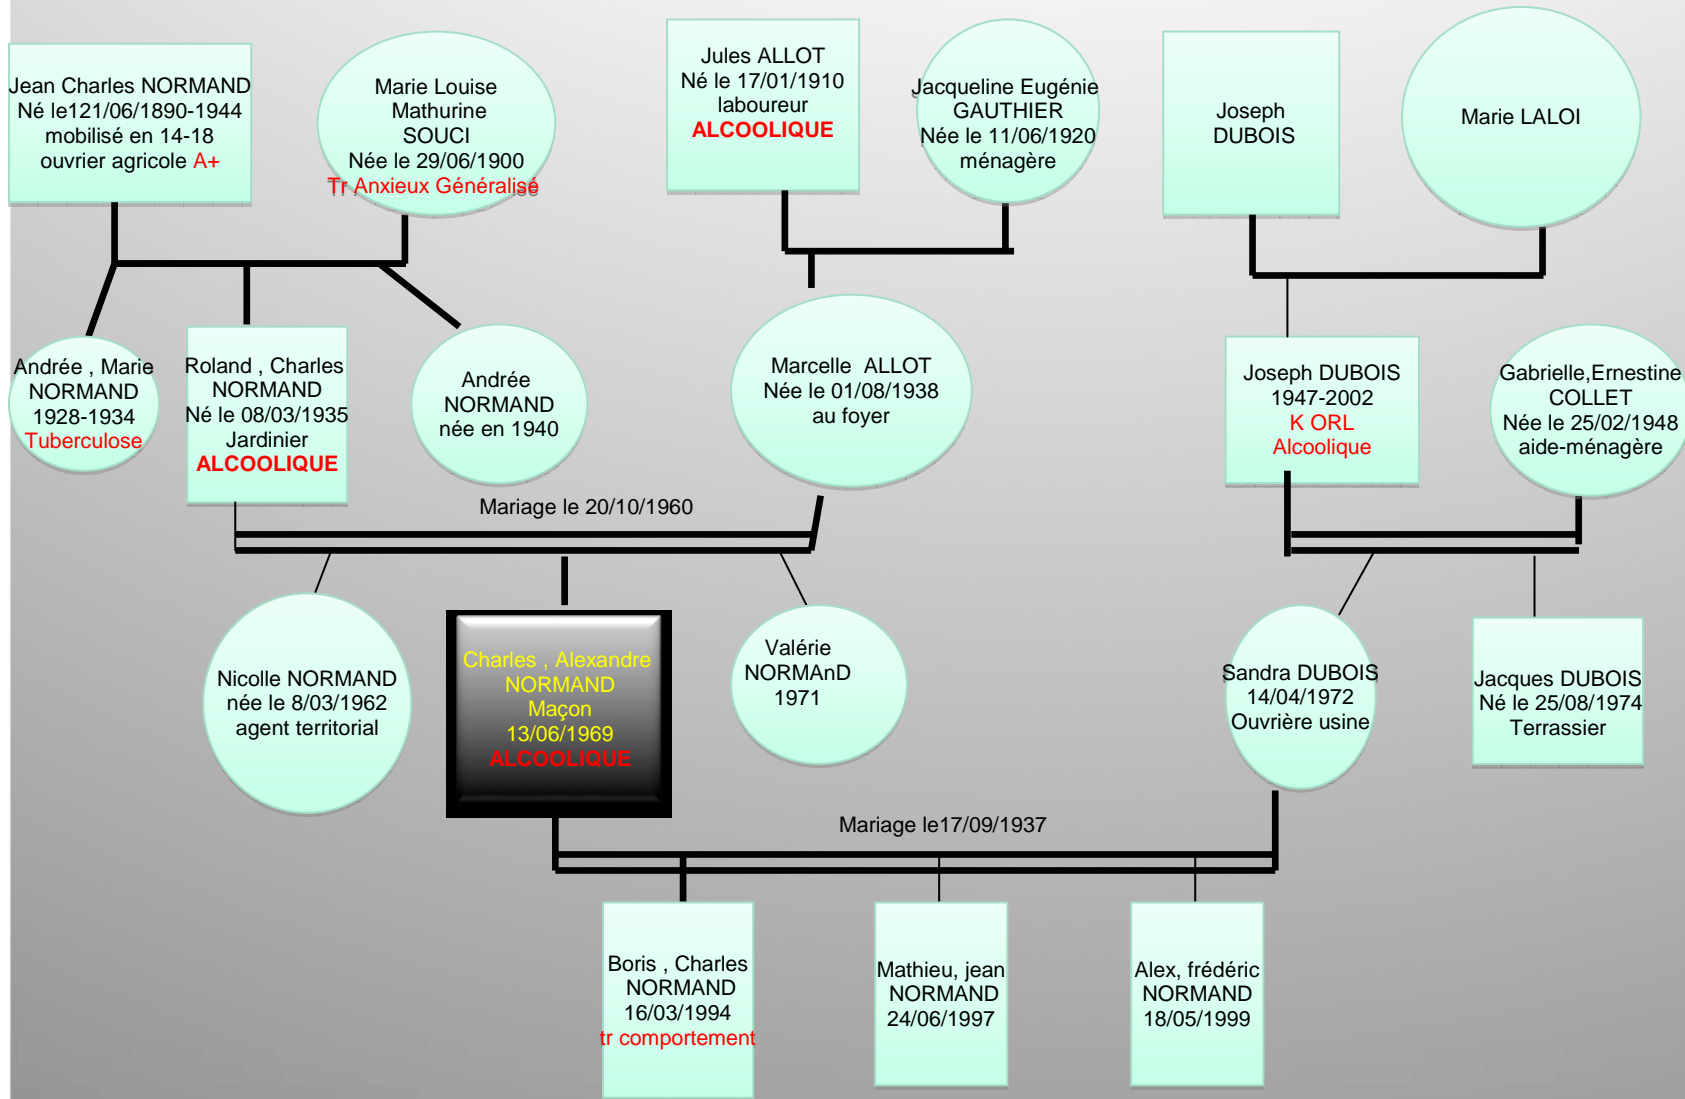 Jean Charles NORMAND
Né le121/06/1890-1944
mobilisé en 14-18
ouvrier agricole A+
Marie Louise
Mathurine
SOUCI
Née le 29/06/1900
Tr Anxieux Généralisé
Jules ALLOT
Né le 17/01/1910
laboureur
ALCOOLIQUE
Jacqueline Eugénie
GAUTHIER
Née le 11/06/1920
ménagère
Joseph
DUBOIS
Marie LALOI
Andrée , Marie
NORMAND
1928-1934
Tuberculose
Roland , Charles
NORMAND
Né le 08/03/1935
Jardinier
ALCOOLIQUE
Andrée
NORMAND
née en 1940
Marcelle ALLOT
Née le 01/08/1938
au foyer
Joseph DUBOIS
1947-2002
K ORL
Alcoolique
Gabrielle,Ernestine
COLLET
Née le 25/02/1948
aide-ménagère
Mariage le 20/10/1960
Nicolle NORMAND
née le 8/03/1962
agent territorial
Charles , Alexandre
NORMAND
Maçon
13/06/1969
ALCOOLIQUE
Valérie
NORMAnD
1971
Sandra DUBOIS
14/04/1972
Ouvrière usine
Jacques DUBOIS
Né le 25/08/1974
Terrassier
Mariage le17/09/1937
Boris , Charles
NORMAND
16/03/1994
tr comportement
Mathieu, jean
NORMAND
24/06/1997
Alex, frédéric
NORMAND
18/05/1999